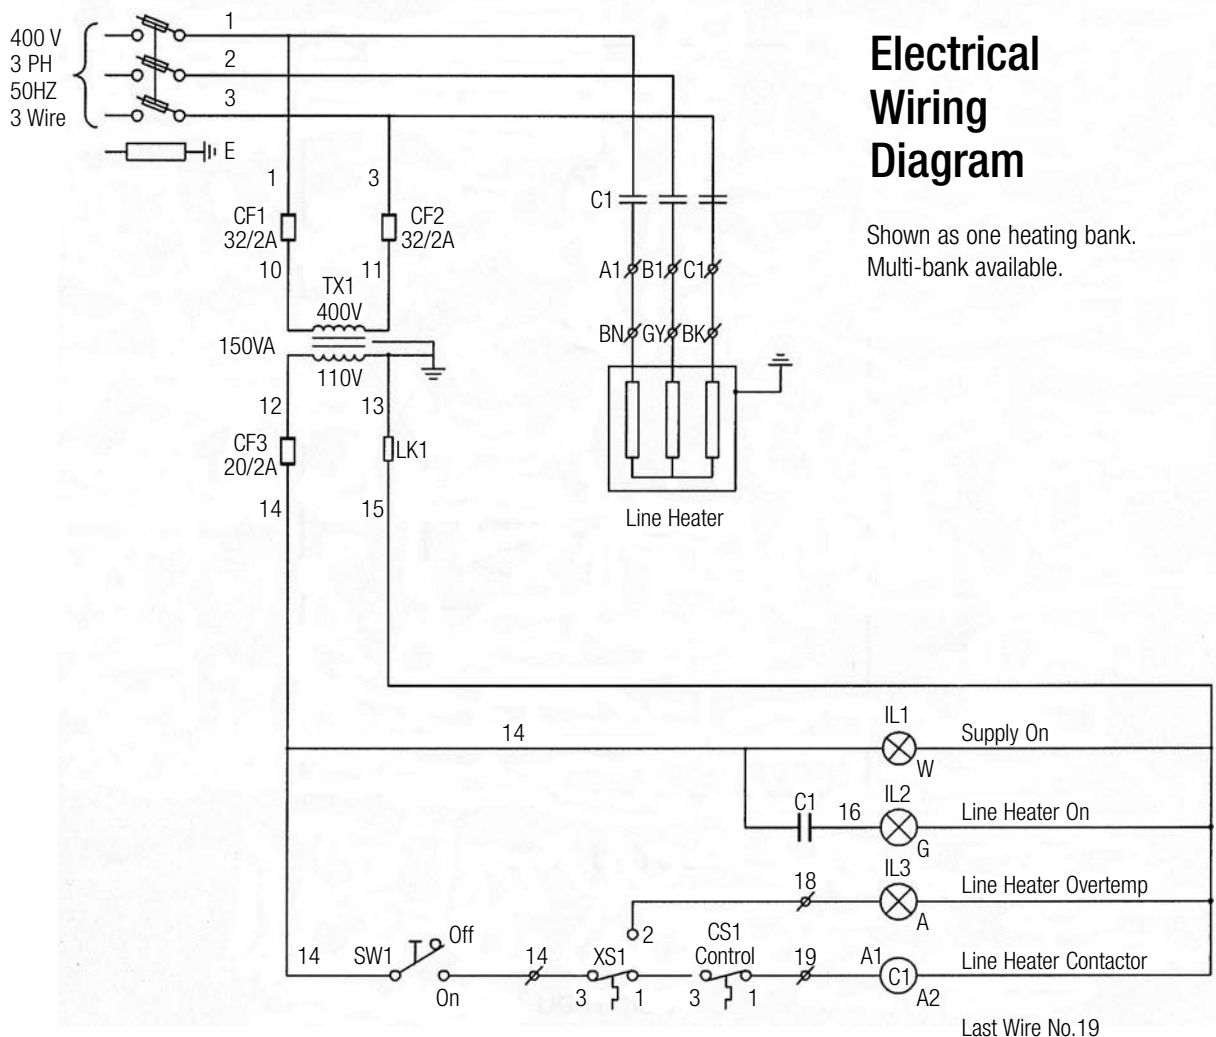 400 V
3 PH
50HZ
3 Wire
1
2
3
E
Electrical
Wiring
Diagram
Shown as one heating bank.
Multi-bank available.
1
3
CF1
32/2A
CF2
32/2A
10
11
TX1
400V
150VA
110V
C1
A1
B1
C1
BN
GY
BK
Line Heater
12
13
CF3
20/2A
LK1
14
15
14
IL1
Supply On
W
C1
16
IL2
Line Heater On
G
18
IL3
Line Heater Overtemp
A
14
SW1
Off
On
14
XS1
2
3
1
CS1
Control
3
1
19
A1
C1
A2
Line Heater Contactor
Last Wire No.19